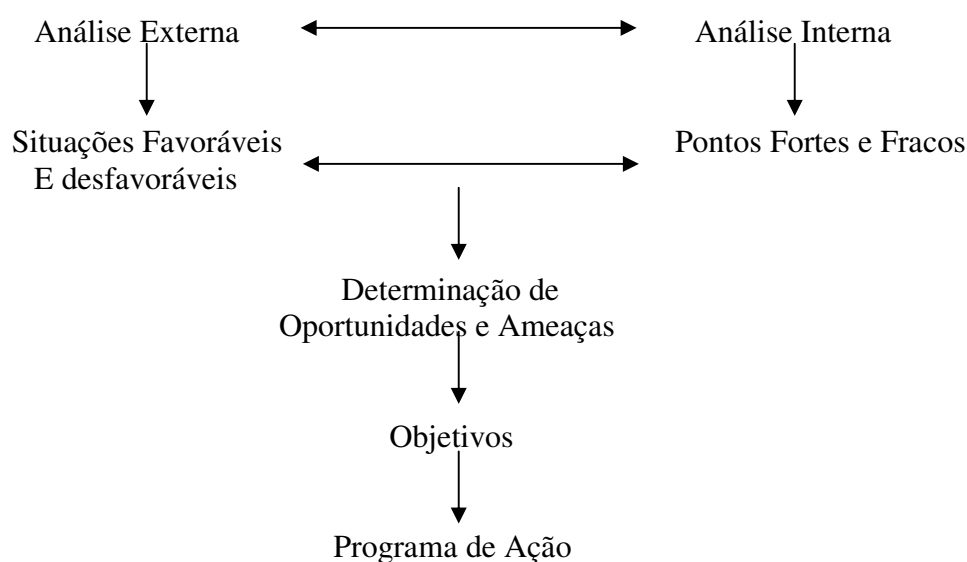 Análise Externa
Análise Interna
Situações Favoráveis
E desfavoráveis
Pontos Fortes e Fracos
Determinação de
Oportunidades e Ameaças
Objetivos
Programa de Ação